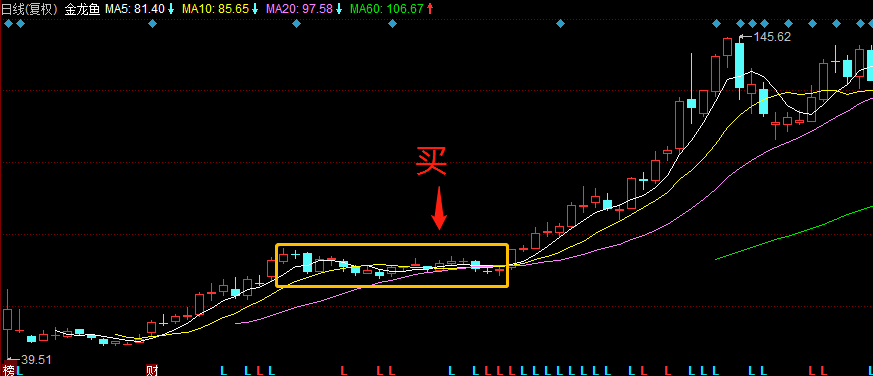 日线(复权) 金龙鱼 MA5: 81.40↓ MA10: 85.65↓ MA20: 97.58↓ MA60: 106.67↑
145.62
买
39.51
榜 L 财 L L L L L L L L L L L L L L L L L L L L L L L L L L L L L